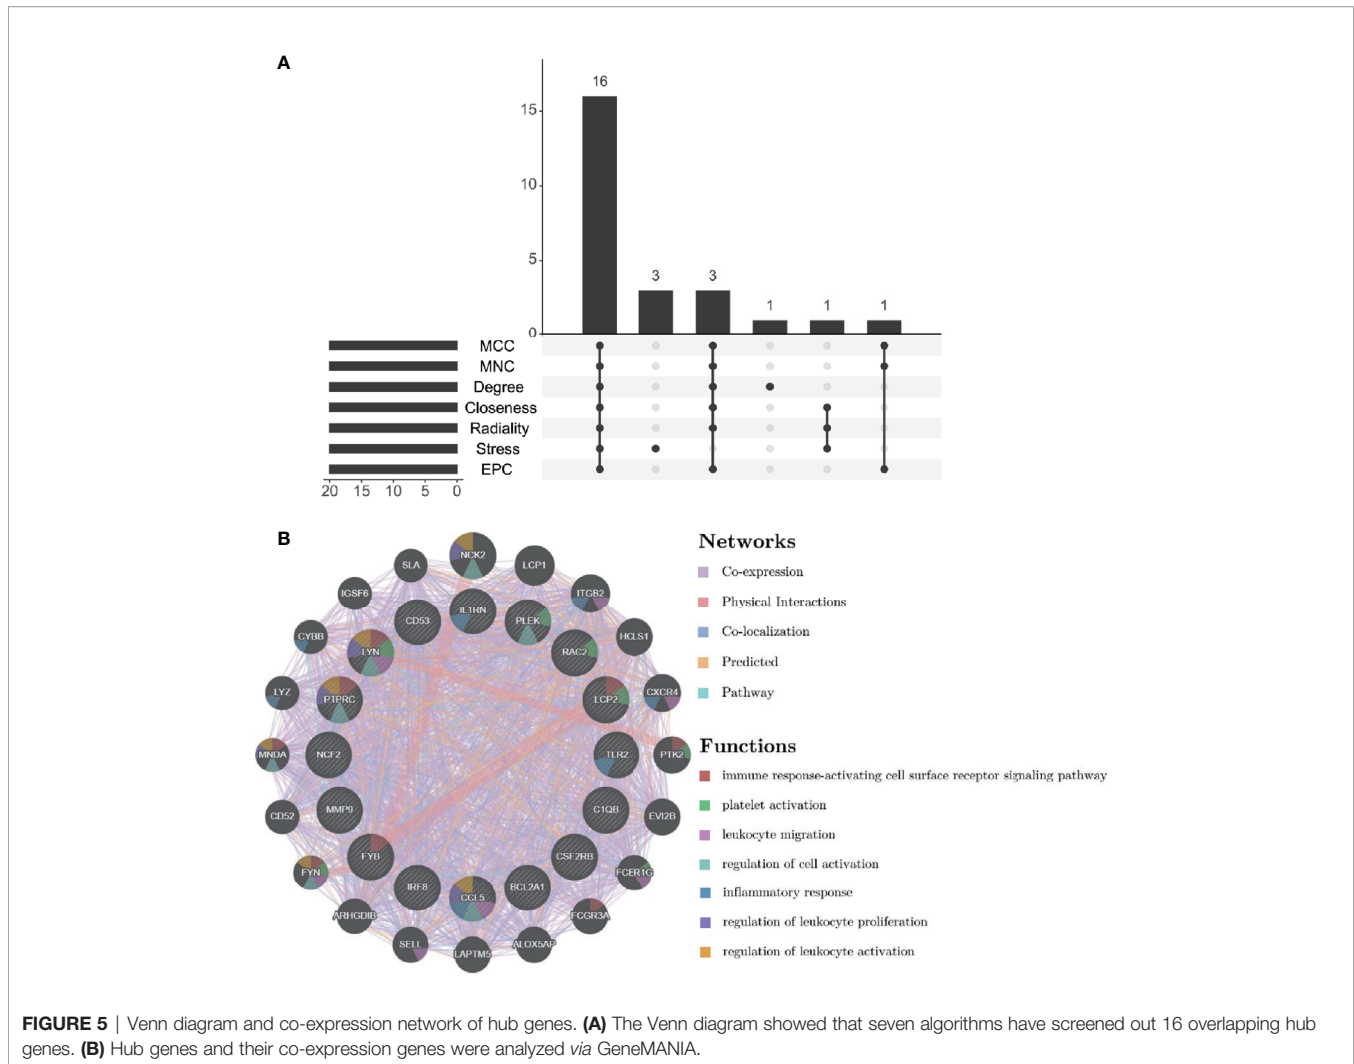 A
16
3
3
1
1
1
15
10
5
0
MCC
MNC
Degree
Closeness
Radiality
Stress
EPC
20 15 10 5 0
B
NCK2
LCP1
SLA
ITGB2
IGSF6
IL1RN
CD53
PLEK
HCLS1
CYBB
LYN
RAC2
LYZ
PTPRC
LCP2
CXCR4
MNDA
NCF2
TLR2
PTK2
CD52
MMP9
C1QB
EVI2B
FYN
FYB
CSF2RB
FCER1G
IRF8
CCL5
BCL2A1
ARHGDIB
FCGR3A
SELL
LAPTM5
ALOX5AP
Networks
Co-expression
Physical Interactions
Co-localization
Predicted
Pathway
Functions
immune response-activating cell surface receptor signaling pathway
platelet activation
leukocyte migration
regulation of cell activation
inflammatory response
regulation of leukocyte proliferation
regulation of leukocyte activation
FIGURE 5 | Venn diagram and co-expression network of hub genes. (A) The Venn diagram showed that seven algorithms have screened out 16 overlapping hub
genes. (B) Hub genes and their co-expression genes were analyzed via GeneMANIA.